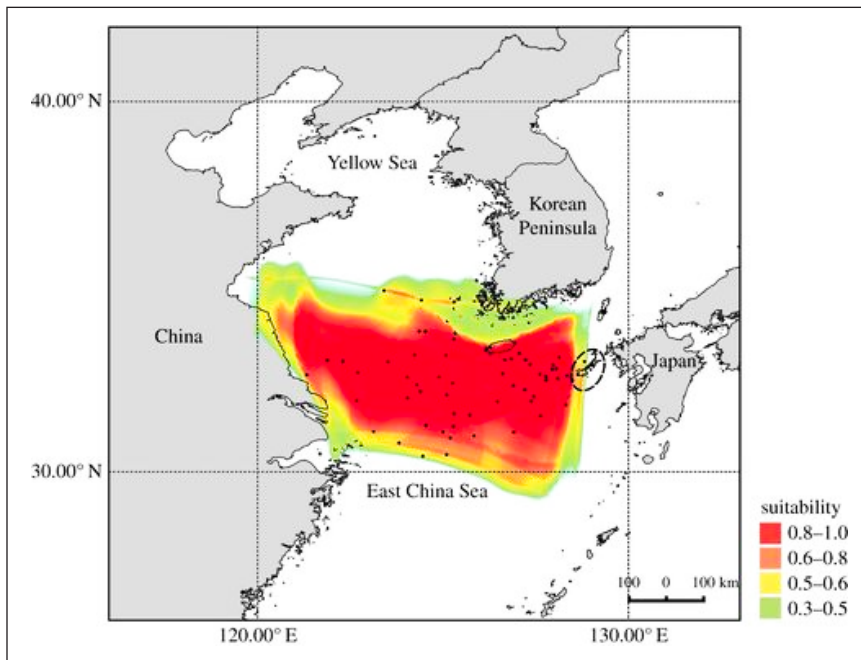 40.00° N
Yellow Sea
Korean
Peninsula
China
Japan
30.00° N
East China Sea
suitability
0.8–1.0
0.6–0.8
0.5–0.6
0.3–0.5
100 0 100 km
120.00° E
130.00° E